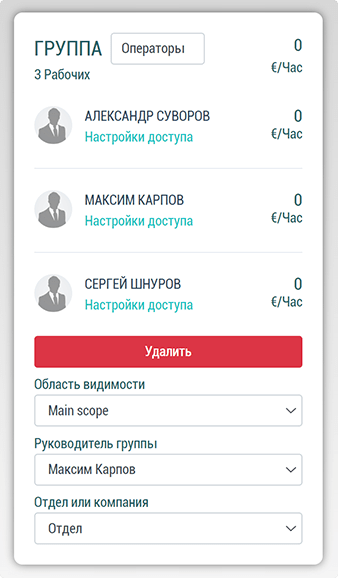 ГРУППА Операторы 0
3 Рабочих €/Час
АЛЕКСАНДР СУВОРОВ 0
Настройки доступа €/Час
МАКСИМ КАРПОВ 0
Настройки доступа €/Час
СЕРГЕЙ ШНУРОВ 0
Настройки доступа €/Час
Удалить
Область видимости
Main scope
Руководитель группы
Максим Карпов
Отдел или компания
Отдел